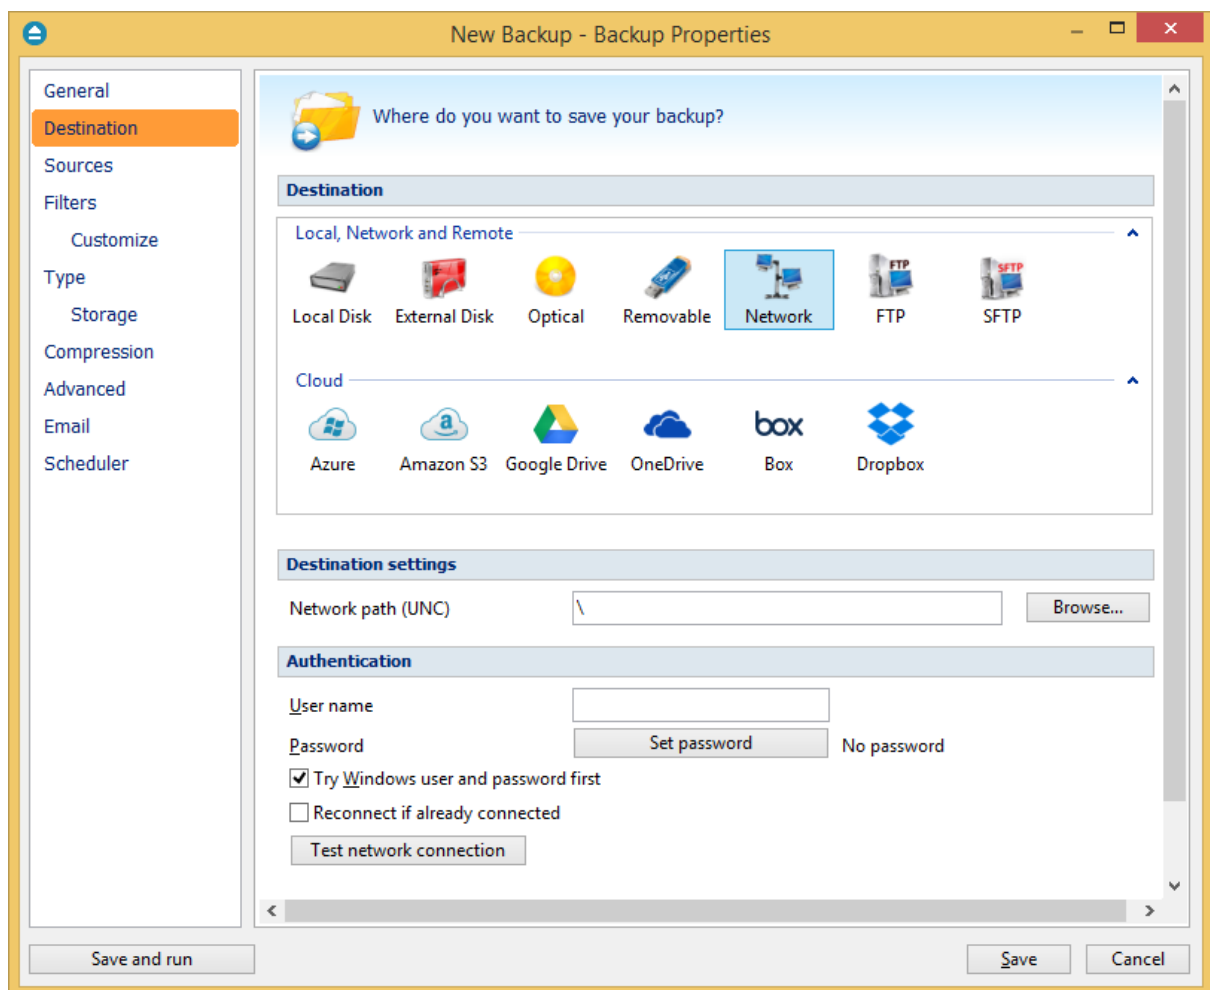 New Backup - Backup Properties
General
Destination
Sources
Filters
Customize
Type
Storage
Compression
Advanced
Email
Scheduler
Where do you want to save your backup?
Destination
Local, Network and Remote
FTP
SFTP
Local Disk External Disk Optical Removable Network FTP SFTP
Cloud
a
box
Azure Amazon S3 Google Drive OneDrive Box Dropbox
Destination settings
Network path (UNC) \ Browse...
Authentication
User name
Password Set password No password
Try Windows user and password first
Reconnect if already connected
Test network connection
Save and run Save Cancel